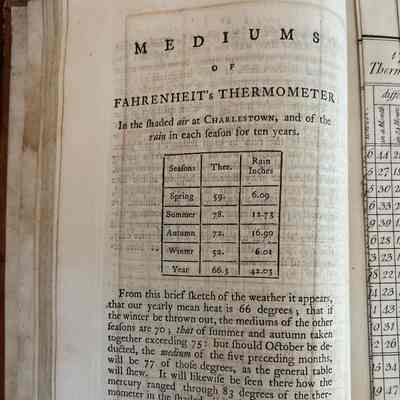 MEDIUMS
OF
FAHRENHEIT's THERMOMETER
In the ſhaded air at CHARLESTOWN, and of the
rain in each ſeaſon for ten years.
Seaſons Ther. Rain Inches
Spring 59. 6.09
Summer 78. 12.73
Autumn 72. 16.90
Winter 52. 6.01
Year 66.3 42.03
From this brief ſketch of the weather it appears,
that our yearly mean heat is 66 degrees; that if
the winter be thrown out, the mediums of the other
ſeaſons are 70; that of ſummer and autumn taken
together exceeding 75: but ſhould October be de-
ducted, the medium of the five preceding months,
will be 77 of thoſe degrees, as the general table
will ſhew. It will likewiſe be ſeen there how the
mercury ranged through 83 degrees of the ther-
mometer in the ſhaded
Therm